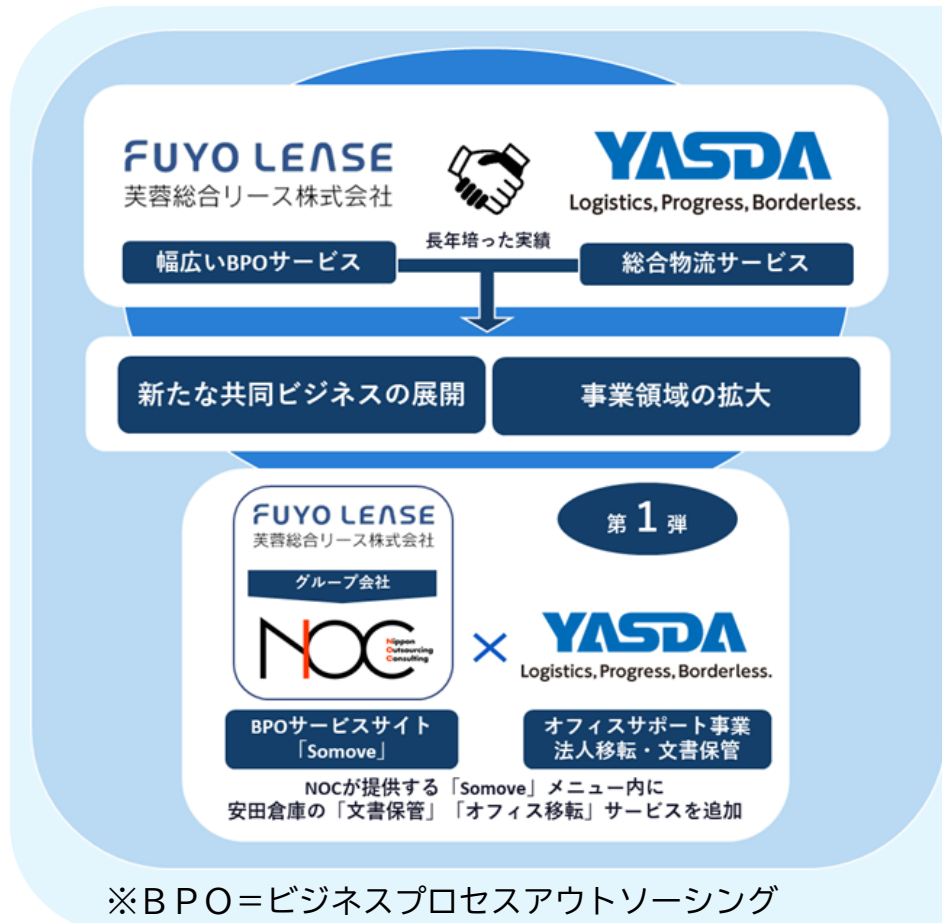 FUYO LEASE
芙蓉総合リース株式会社
YASDA
Logistics, Progress, Borderless.
長年培った実績
幅広いBPOサービス
総合物流サービス
新たな共同ビジネスの展開
事業領域の拡大
FUYO LEASE
芙蓉総合リース株式会社
グループ会社
NOC
Nippon
Outsourcing
Consulting
第1弾
×
YASDA
Logistics, Progress, Borderless.
BPOサービスサイト
「Somove」
オフィスサポート事業
法人移転・文書保管
NOCが提供する「Somove」メニュー内に
安田倉庫の「文書保管」「オフィス移転」サービスを追加
※ＢＰＯ＝ビジネスプロセスアウトソーシング